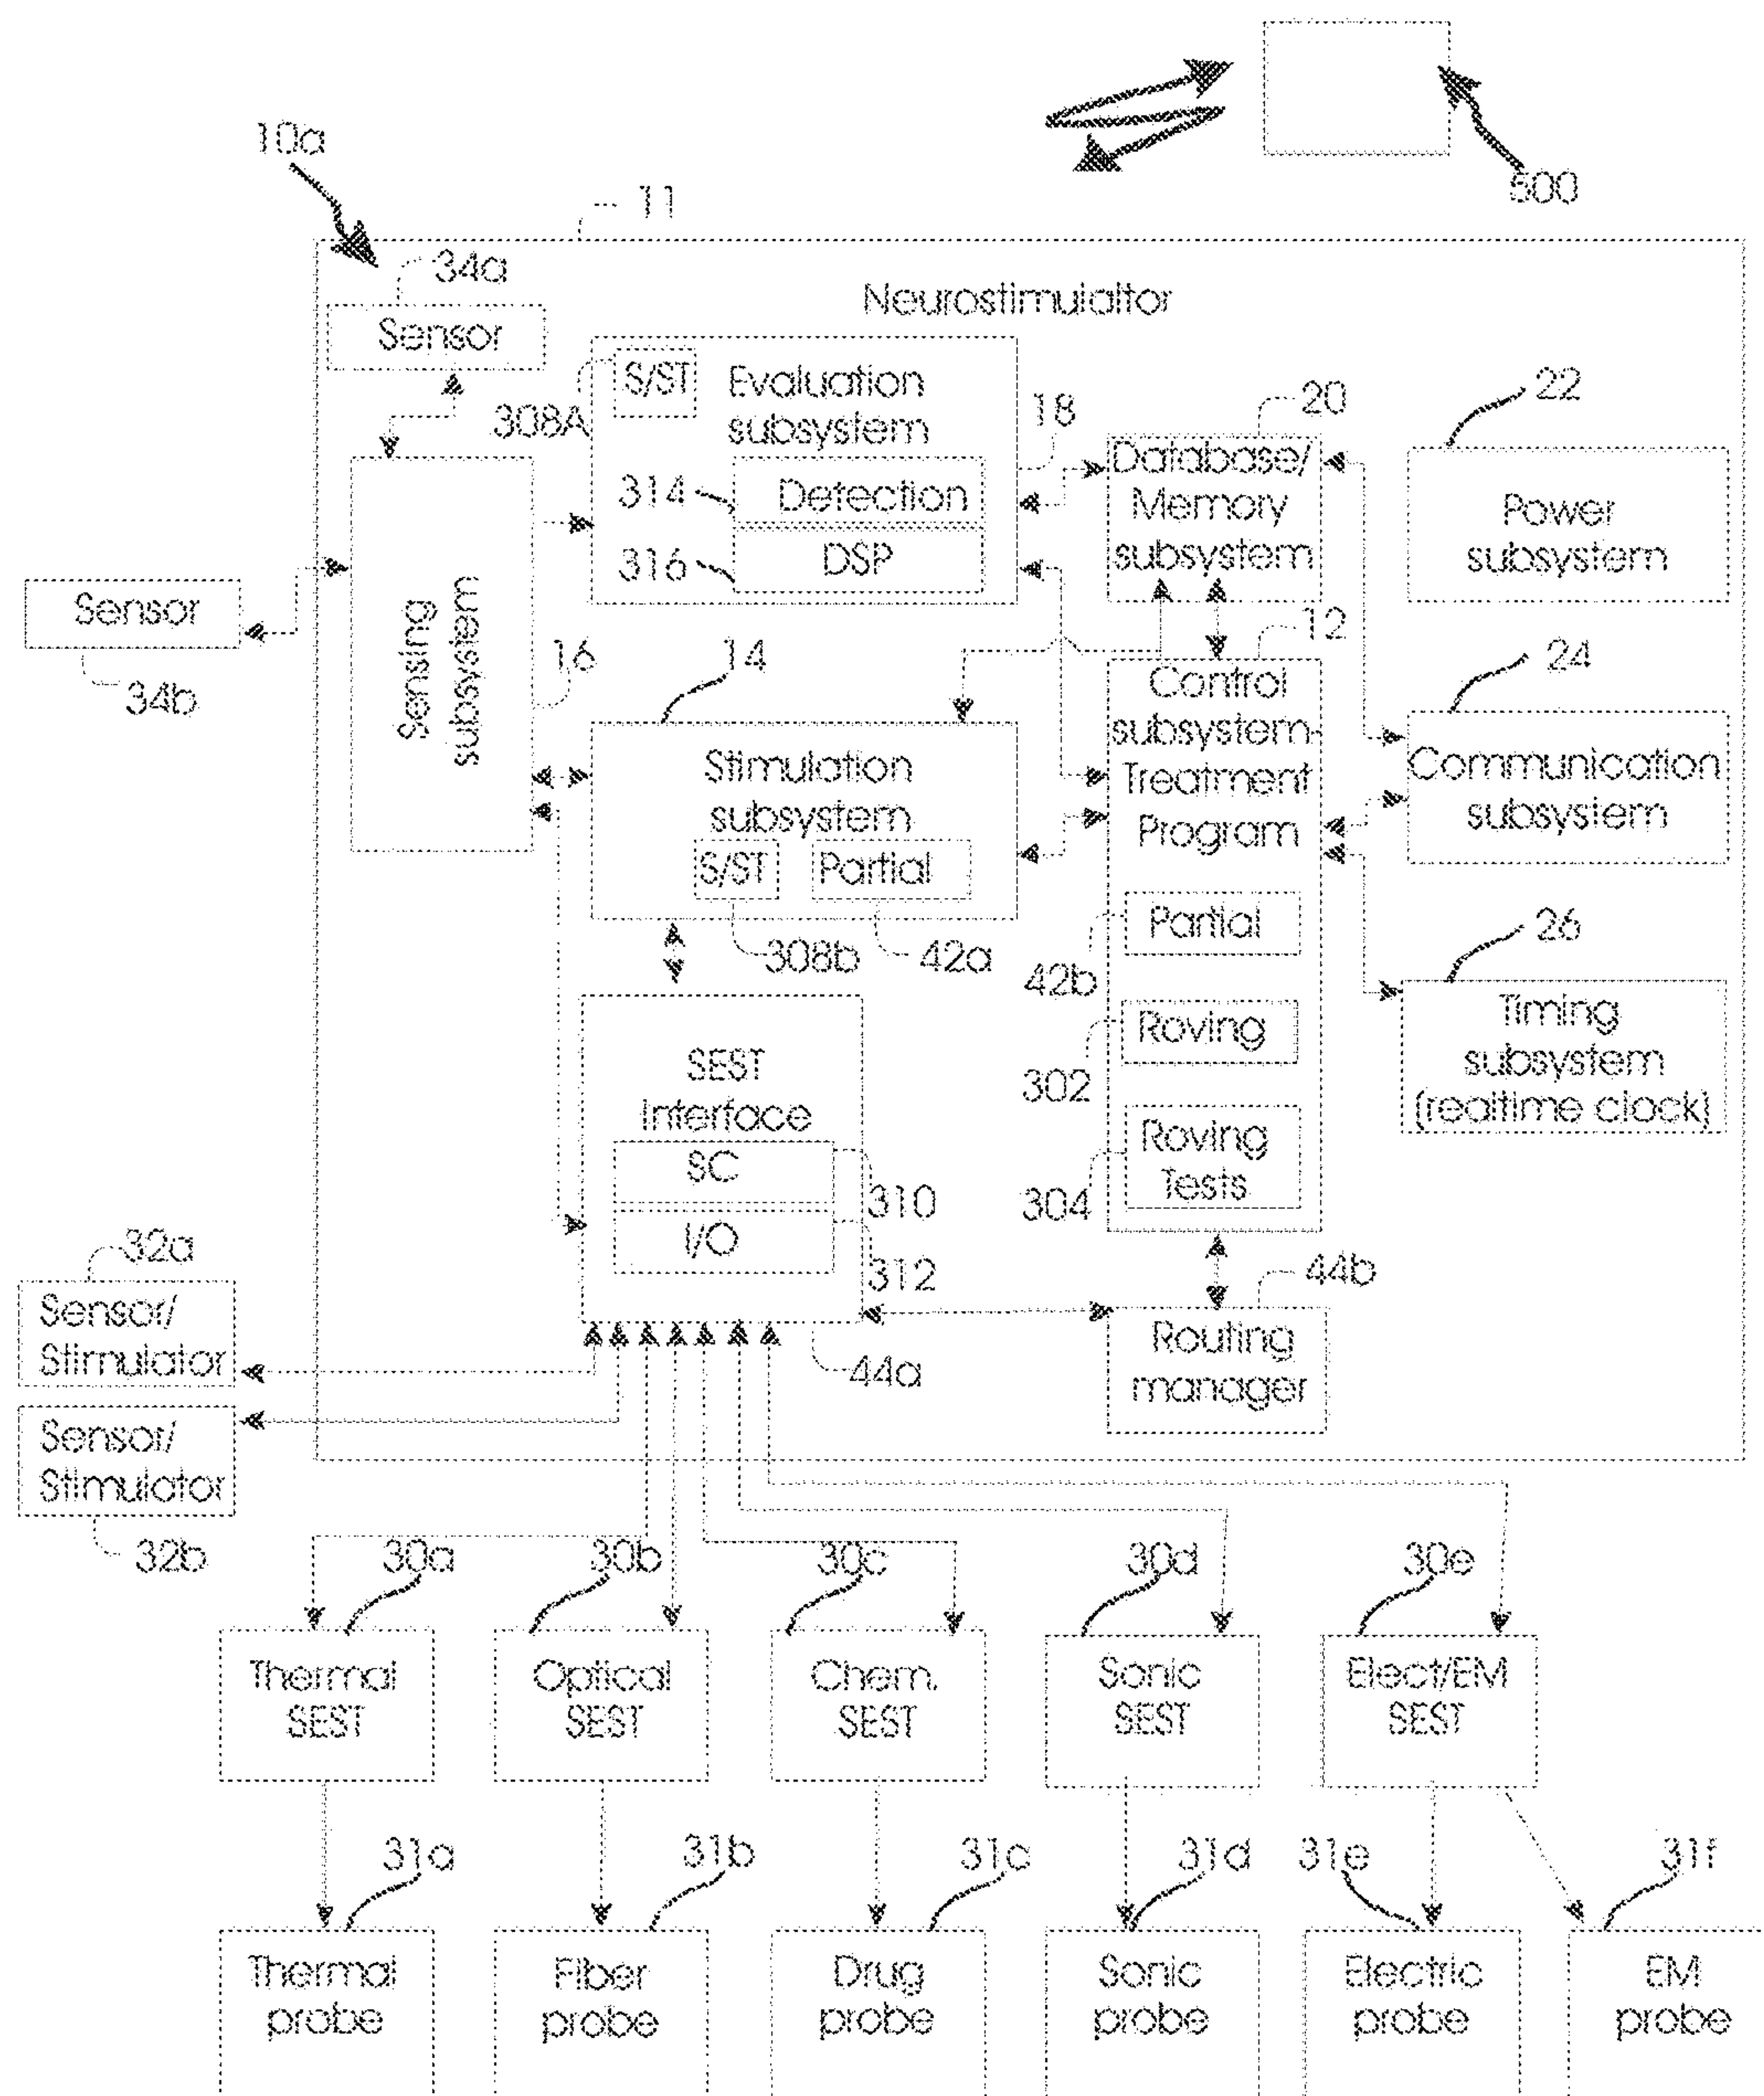 500
10a
11
34a
Neurostimulaltor
Sensor
S/ST
Evaluation
subsystem
308A
18
20
22
314
Detection
Database/
Memory
subsystem
Power
subsystem
316
DSP
Sensor
34b
Sensing
subsystem
16
14
12
24
Control
subsystem-
Treatment
Program
Communication
subsystem
Stimulation
subsystem
S/ST
Partial
308b
42a
Partial
42b
26
Roving
302
Timing
subsystem
(realtime clock)
SEST
Interface
SC
310
I/O
312
Roving
Tests
304
32a
Sensor/
Stimulator
44b
Routing
manager
44a
Sensor/
Stimulator
32b
30a
30b
30c
30d
30e
Thermal
SEST
Optical
SEST
Chem.
SEST
Sonic
SEST
Elect/EM
SEST
31a
31b
31c
31d
31e
31f
Thermal
probe
Fiber
probe
Drug
probe
Sonic
probe
Electric
probe
EM
probe